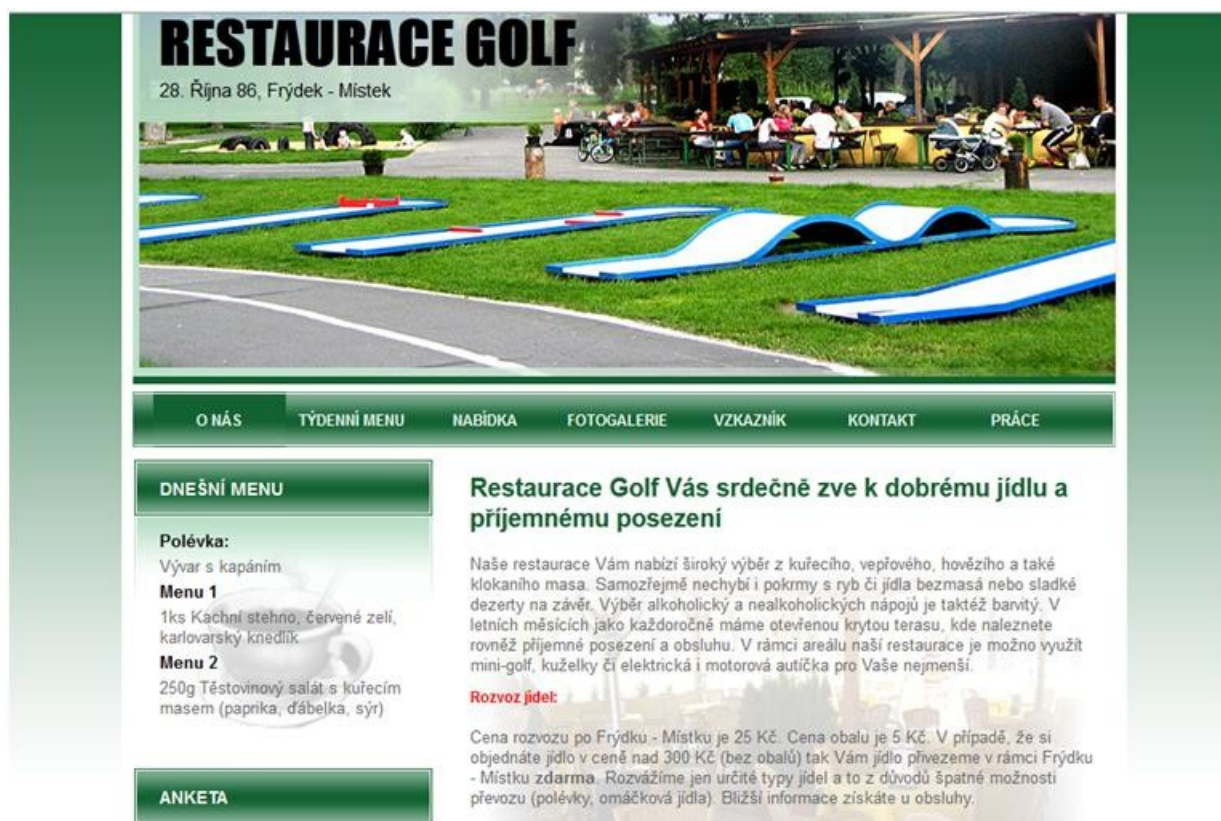 RESTAURACE GOLF
28. Října 86, Frýdek - Místek
O NÁS
TÝDENNÍ MENU
NABÍDKA
FOTOGALERIE
VZKAZNÍK
KONTAKT
PRÁCE
DNEŠNÍ MENU
Polévka:
Vývar s kapáním
Menu 1
1ks Kachní stehno, červené zelí,
karlovarský knedlík
Menu 2
250g Těstovinový salát s kuřecím
masem (paprika, ďábelka, sýr)
ANKETA
Restaurace Golf Vás srdečně zve k dobrému jídlu a
příjemnému posezení
Naše restaurace Vám nabízí široký výběr z kuřecího, vepřového, hovězího a také
klokaního masa. Samozřejmě nechybí i pokrmy s ryb či jídla bezmasá nebo sladké
dezerty na závěr. Výběr alkoholický a nealkoholických nápojů je taktéž barvitý. V
letních měsících jako každoročně máme otevřenou krytou terasu, kde naleznete
rovněž příjemné posezení a obsluhu. V rámci areálu naší restaurace je možno využít
mini-golf, kuželky či elektrická i motorová autíčka pro Vaše nejmenší.
Rozvoz jídel:
Cena rozvozu po Frýdku - Místku je 25 Kč. Cena obalu je 5 Kč. V případě, že si
objednáte jídlo v ceně nad 300 Kč (bez obalů) tak Vám jídlo přivezeme v rámci Frýdku
- Místku zdarma. Rozvážíme jen určité typy jídel a to z důvodů špatné možnosti
převozu (polévky, omáčková jídla). Bližší informace získáte u obsluhy.